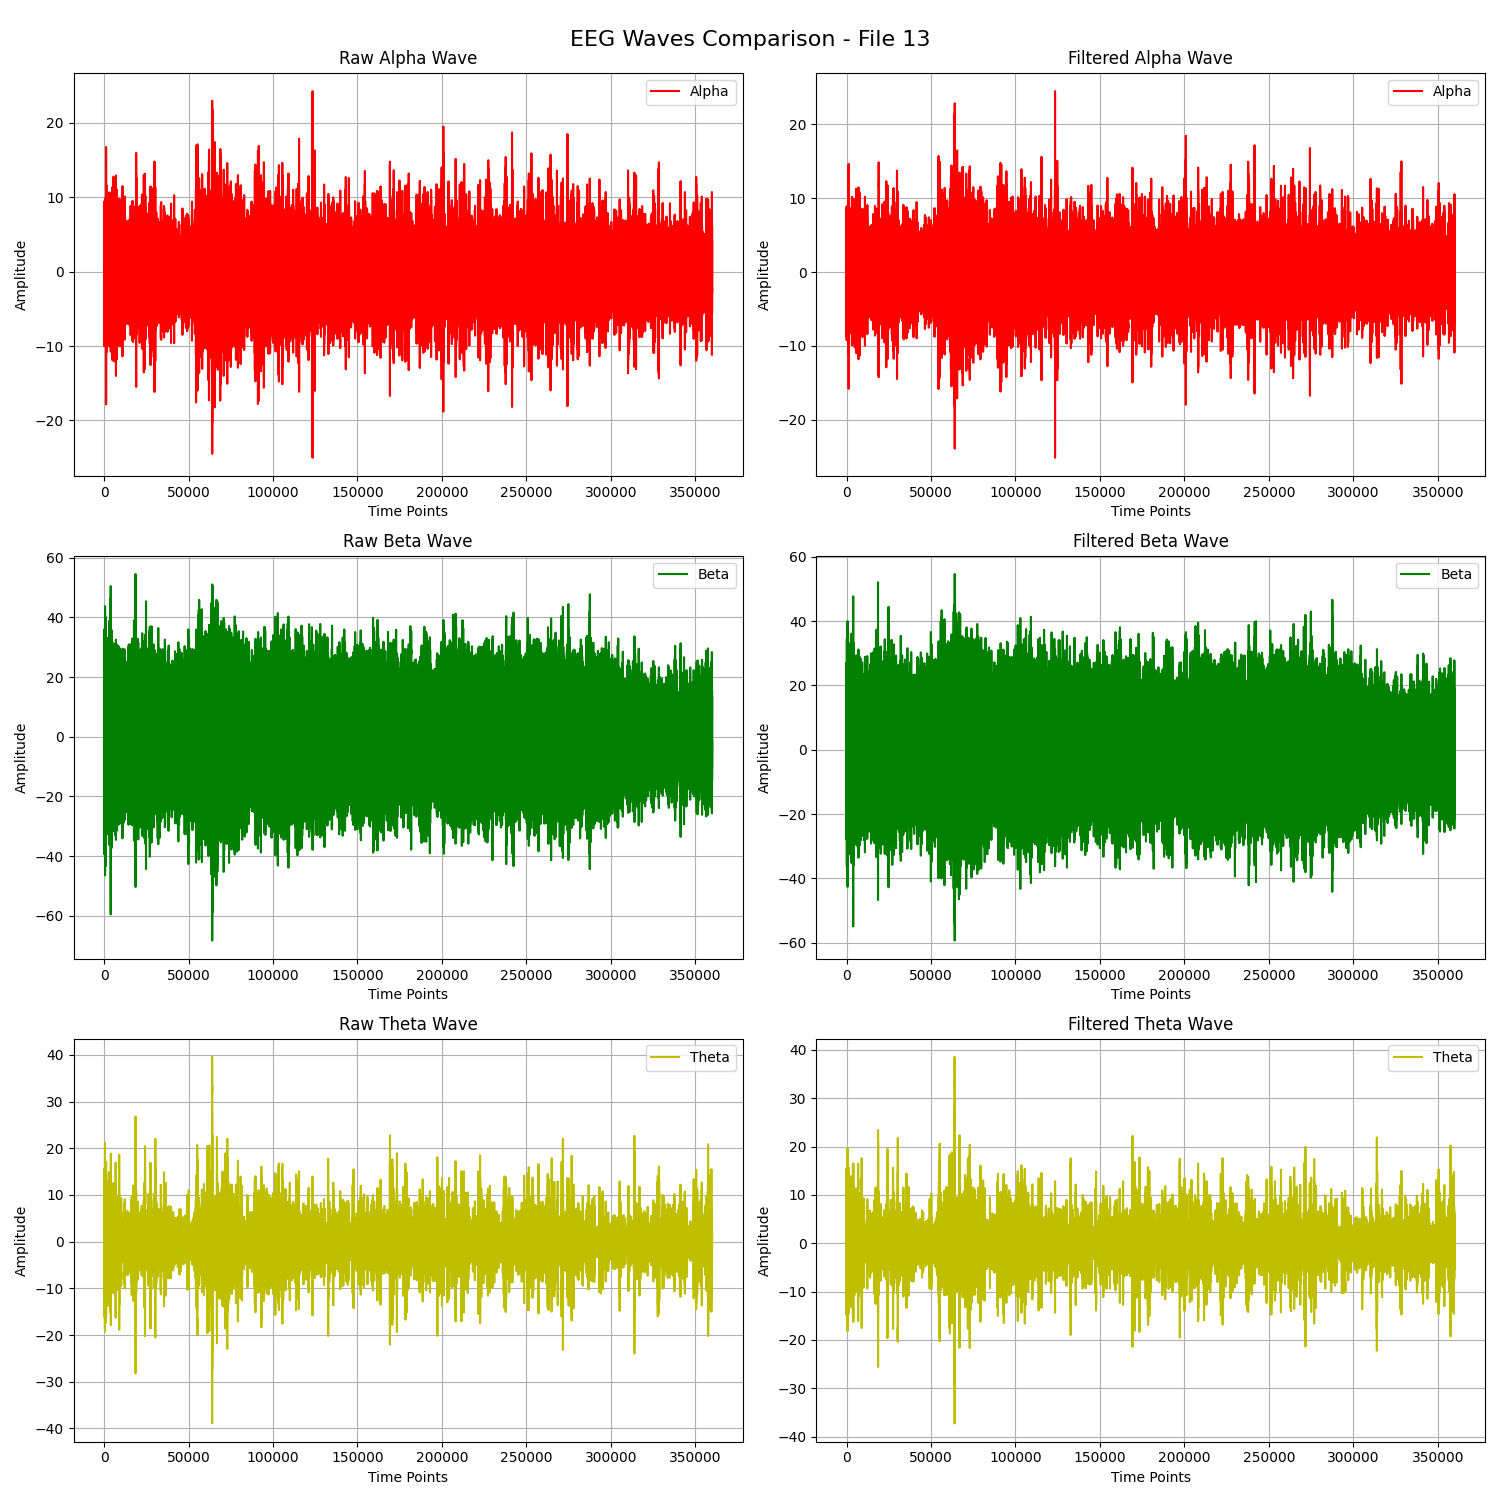 EEG Waves Comparison - File 13
Raw Alpha Wave
Alpha
Amplitude
20
10
0
−10
−20
0 50000 100000 150000 200000 250000 300000 350000
Time Points
Filtered Alpha Wave
Alpha
Amplitude
20
10
0
−10
−20
0 50000 100000 150000 200000 250000 300000 350000
Time Points
Raw Beta Wave
Beta
Amplitude
60
40
20
0
−20
−40
−60
0 50000 100000 150000 200000 250000 300000 350000
Time Points
Filtered Beta Wave
Beta
Amplitude
60
40
20
0
−20
−40
−60
0 50000 100000 150000 200000 250000 300000 350000
Time Points
Raw Theta Wave
Theta
Amplitude
40
30
20
10
0
−10
−20
−30
−40
0 50000 100000 150000 200000 250000 300000 350000
Time Points
Filtered Theta Wave
Theta
Amplitude
40
30
20
10
0
−10
−20
−30
−40
0 50000 100000 150000 200000 250000 300000 350000
Time Points